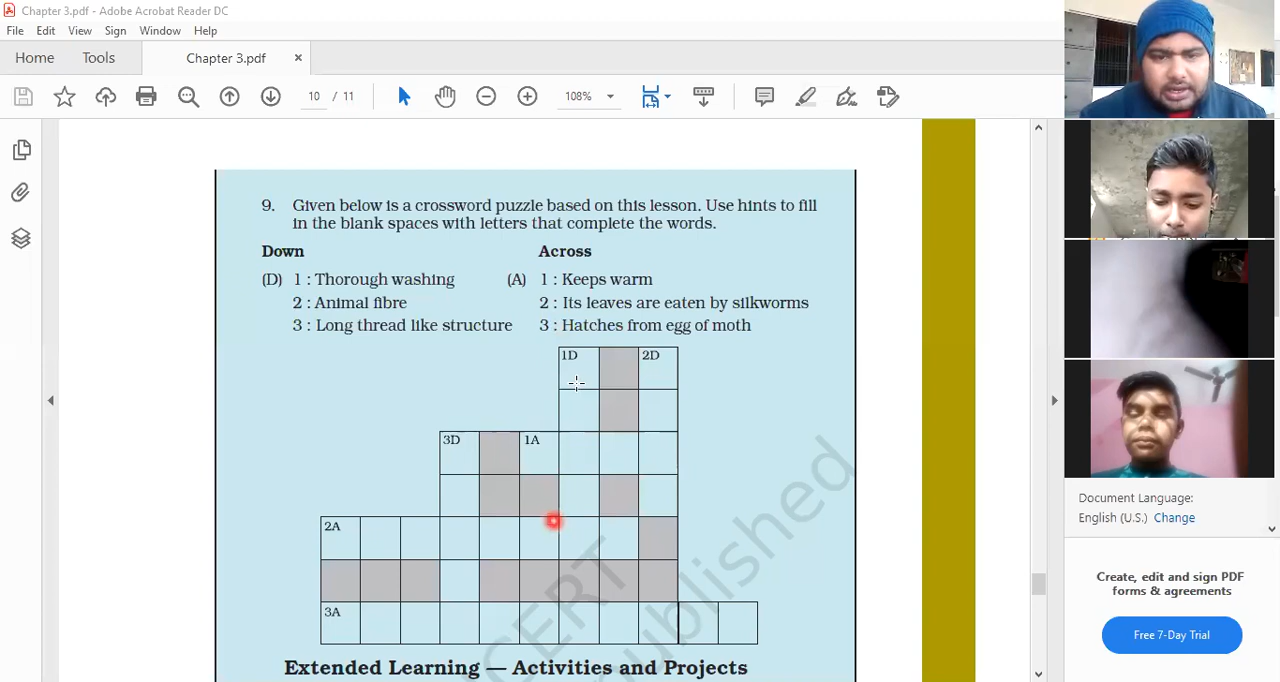 Chapter 3.pdf - Adobe Acrobat Reader DC
File Edit View Sign Window Help
Home Tools Chapter 3.pdf ×
10 / 11 108%
9. Given below is a crossword puzzle based on this lesson. Use hints to fill
in the blank spaces with letters that complete the words.
Down Across
(D) 1 : Thorough washing (A) 1 : Keeps warm
2 : Animal fibre 2 : Its leaves are eaten by silkworms
3 : Long thread like structure 3 : Hatches from egg of moth
1D 2D
3D 1A
2A
3A
Extended Learning — Activities and Projects
Document Language:
English (U.S.) Change
Create, edit and sign PDF
forms & agreements
Free 7-Day Trial